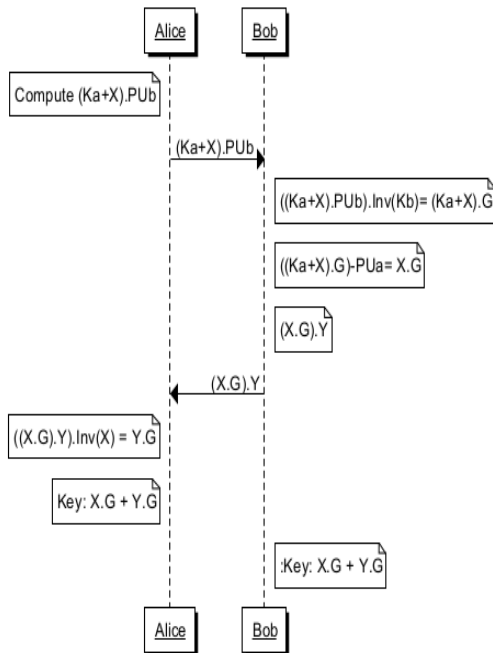 Alice
Bob
Compute (Ka+X).PUb
(Ka+X).PUb
((Ka+X).PUb).Inv(Kb)= (Ka+X).G
((Ka+X).G)-PUa= X.G
(X.G).Y
(X.G).Y
((X.G).Y).Inv(X) = Y.G
Key: X.G + Y.G
:Key: X.G + Y.G
Alice
Bob